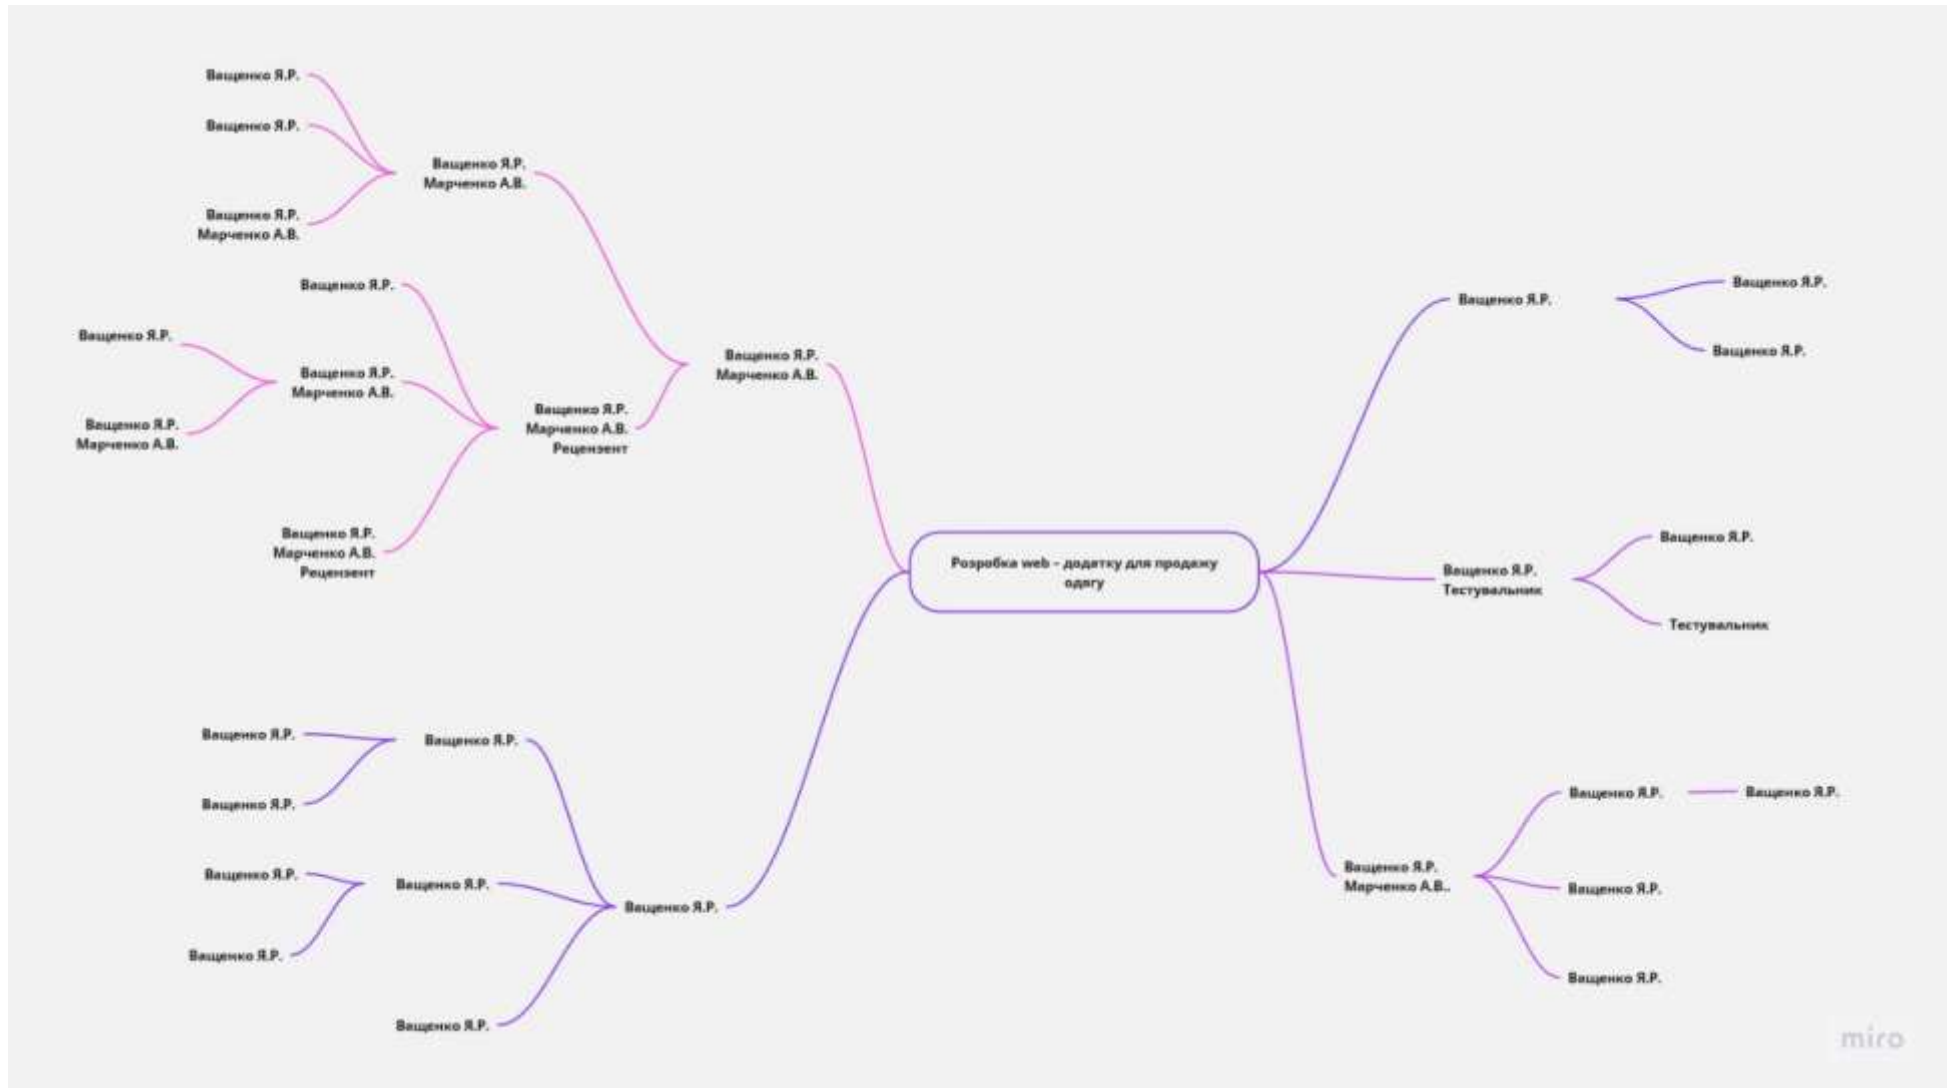 Ващенко Я.Р.
Ващенко Я.Р.
Ващенко Я.Р.
Марченко А.В.
Ващенко Я.Р.
Марченко А.В.
Ващенко Я.Р.
Ващенко Я.Р.
Ващенко Я.Р.
Марченко А.В.
Ващенко Я.Р.
Марченко А.В.
Ващенко Я.Р.
Марченко А.В.
Рецензент
Ващенко Я.Р.
Марченко А.В.
Рецензент
Ващенко Я.Р.
Марченко А.В.
Розробка web – додатку для продажу
одягу
Ващенко Я.Р.
Ващенко Я.Р.
Ващенко Я.Р.
Ващенко Я.Р.
Ващенко Я.Р.
Ващенко Я.Р.
Ващенко Я.Р.
Ващенко Я.Р.
Ващенко Я.Р.
Ващенко Я.Р.
Ващенко Я.Р.
Ващенко Я.Р.
Тестувальник
Ващенко Я.Р.
Тестувальник
Ващенко Я.Р.
Марченко А.В..
Ващенко Я.Р.
Ващенко Я.Р.
Ващенко Я.Р.
Ващенко Я.Р.
miro